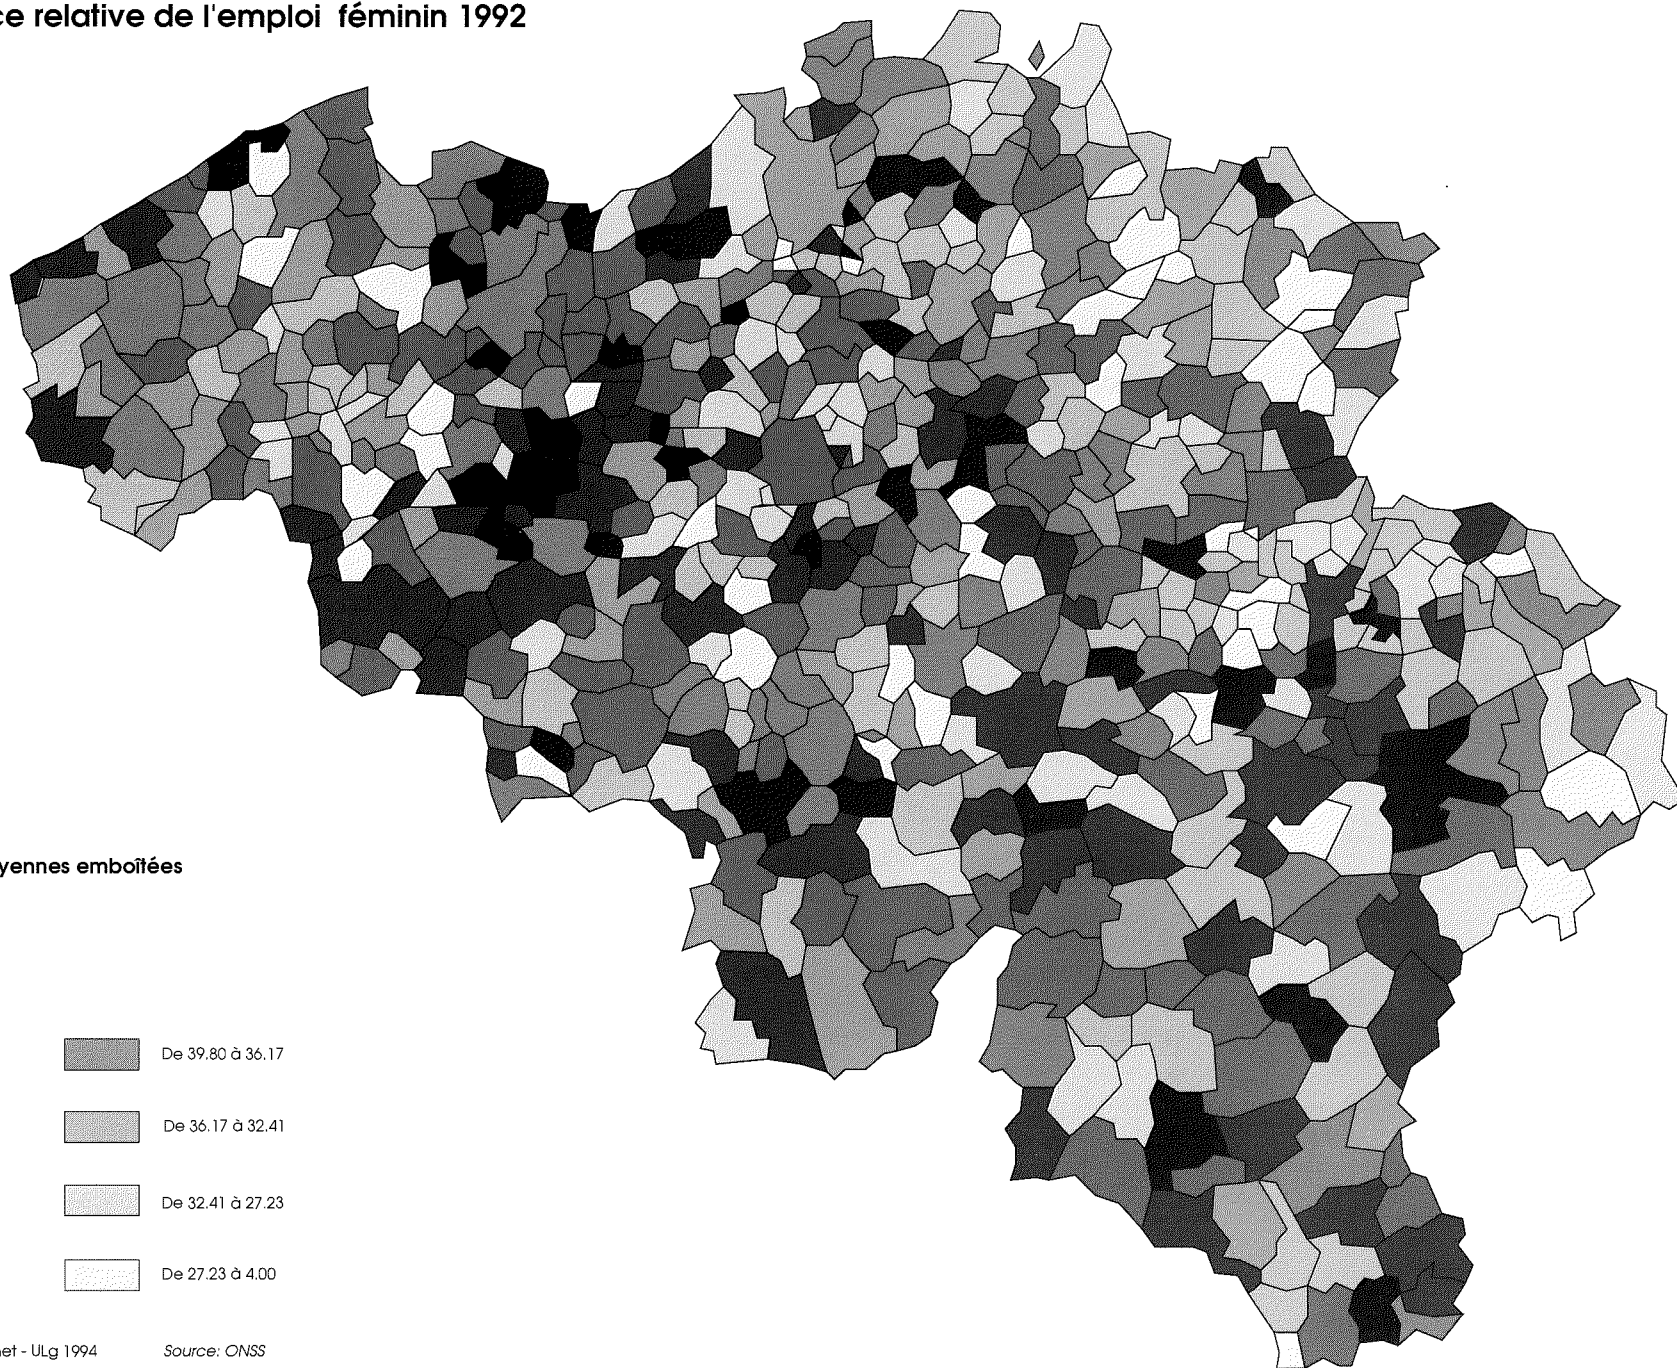 ce relative de l'emploi féminin 1992
yennes emboîtées
De 39.80 à 36.17
De 36.17 à 32.41
De 32.41 à 27.23
De 27.23 à 4.00
et - ULg 1994 Source: ONSS